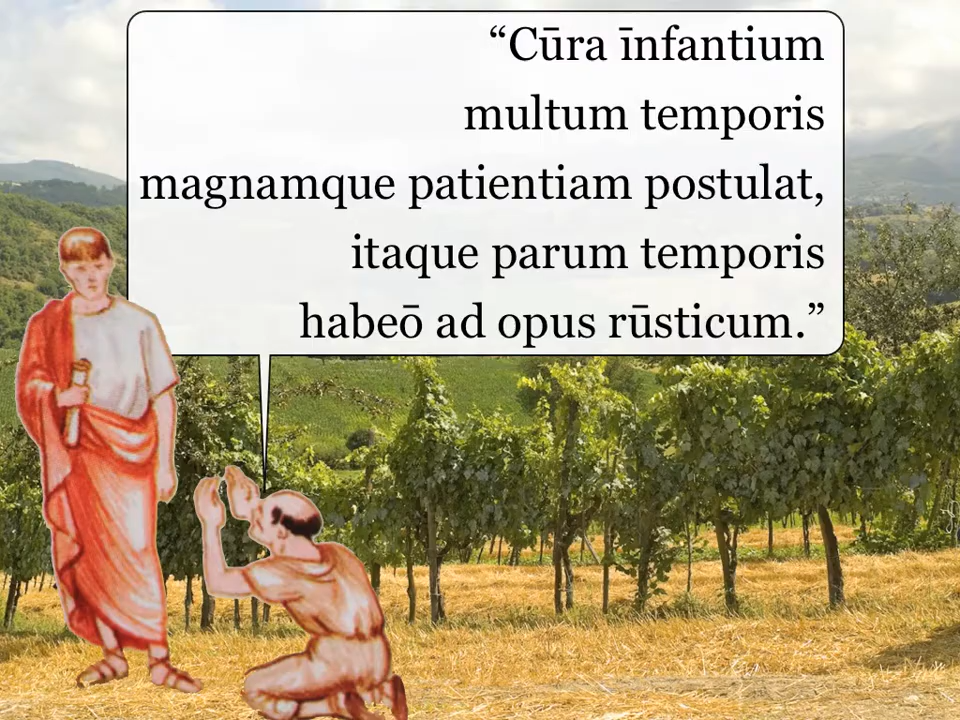 “Cūra īnfantium
multum temporis
magnamque patientiam postulat,
itaque parum temporis
habeō ad opus rūsticum.”